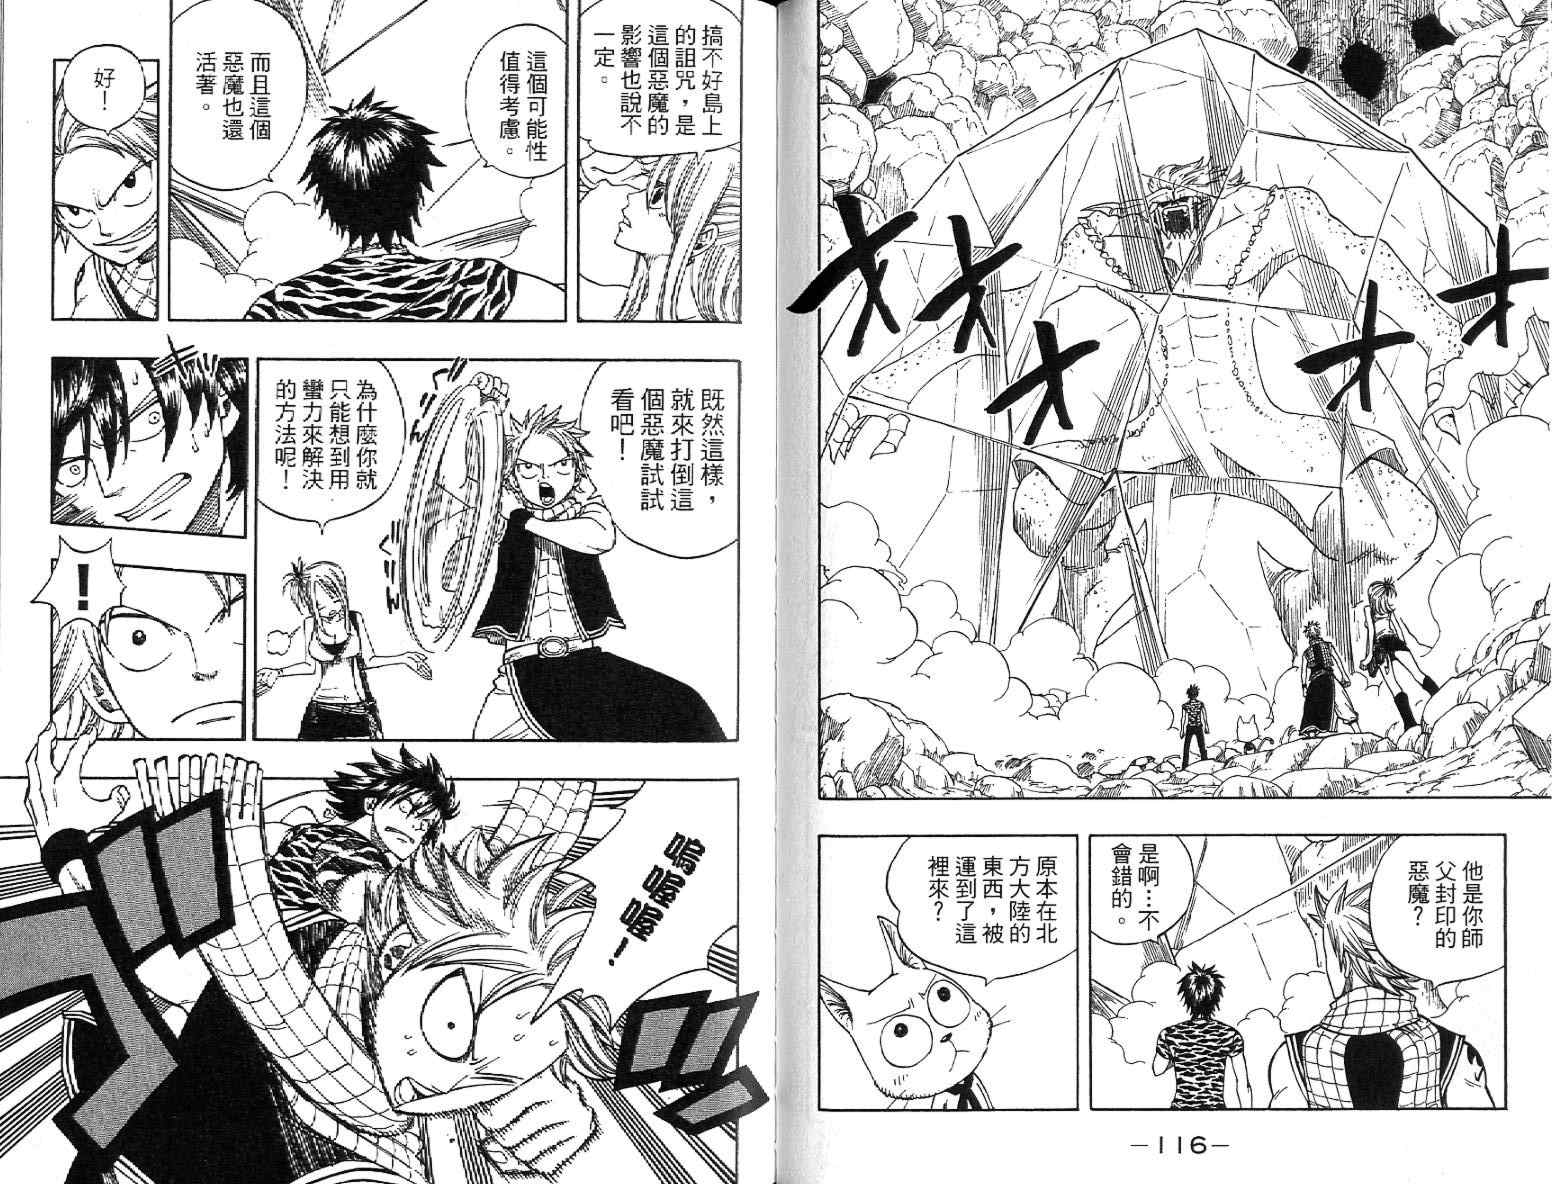 他是你師
父封印的
惡魔？
是啊…不
會錯的。
原本在北
方大陸的
東西，被
運到了這
裡來？
—116—
搞不好島上
的詛咒，是
這個惡魔的
影響也說不
一定。
這個可能性
值得考慮。
而且這個
惡魔也還
活著。
好！
既然這樣，
就來打倒這
個惡魔試試
看吧！
為什麼你就
只能想到用
蠻力來解決
的方法呢！
！
嗚喔喔！